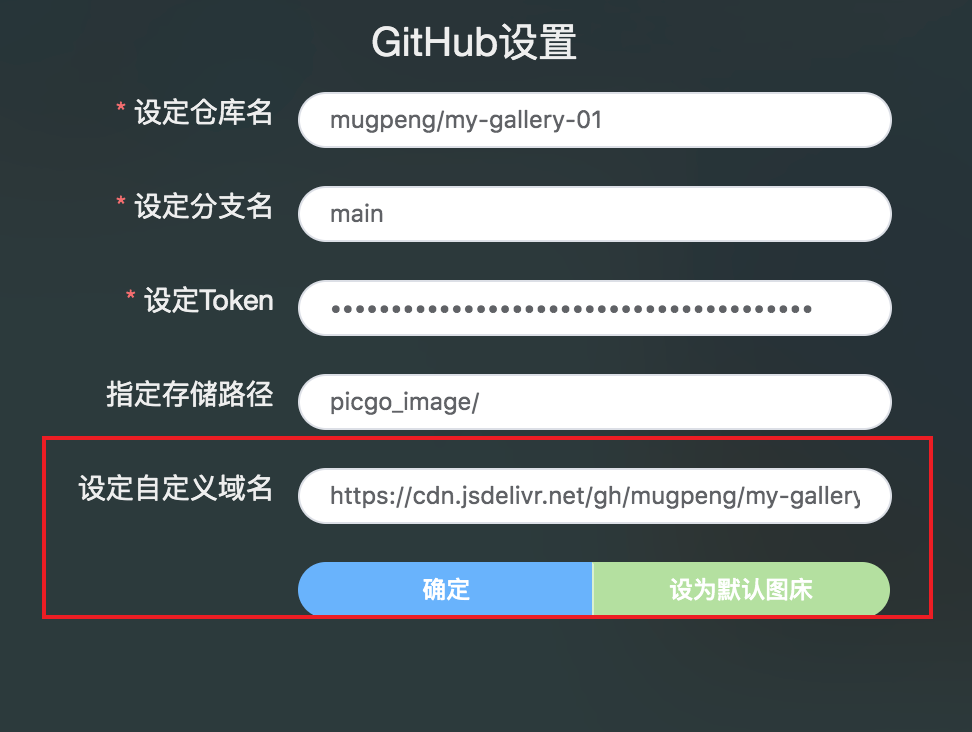 GitHub设置
* 设定仓库名 mugpeng/my-gallery-01
* 设定分支名 main
* 设定Token ••••••••••••••••••••••••••••••••••••••••
指定存储路径 picgo_image/
设定自定义域名 https://cdn.jsdelivr.net/gh/mugpeng/my-gallery
确定 设为默认图床